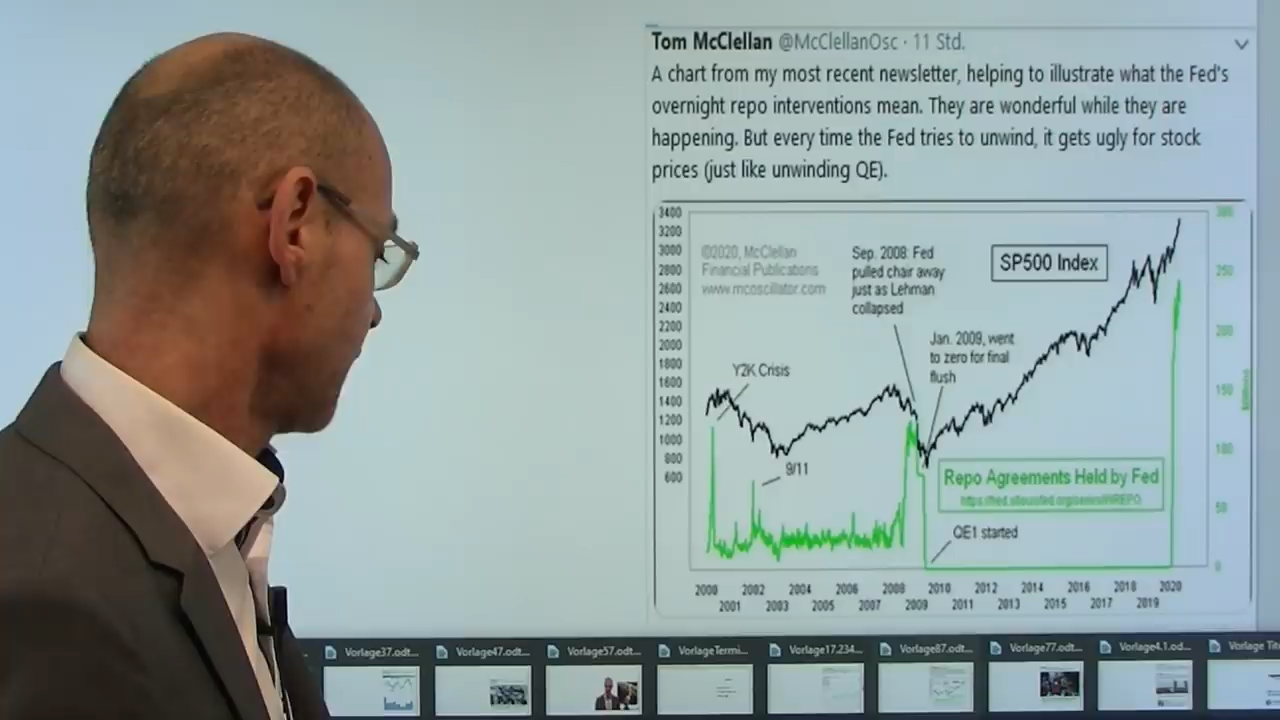 Tom McClellan @McClellanOsc · 11 Std.
A chart from my most recent newsletter, helping to illustrate what the Fed's
overnight repo interventions mean. They are wonderful while they are
happening. But every time the Fed tries to unwind, it gets ugly for stock
prices (just like unwinding QE).
3400
3200
3000
2800
2600
2400
2200
2000
1800
1600
1400
1200
1000
800
600
©2020, McClellan
Financial Publications
www.mcoscillator.com
Sep. 2008: Fed
pulled chair away
just as Lehman
collapsed
SP500 Index
Jan. 2009, went
to zero for final
flush
Y2K Crisis
9/11
Repo Agreements Held by Fed
QE1 started
300
250
200
150
100
50
0
2000 2002 2004 2006 2008 2010 2012 2014 2016 2018 2020
2001 2003 2005 2007 2009 2011 2013 2015 2017 2019
Vorlage37.odt... Vorlage47.odt... Vorlage57.odt... VorlageTermi... Vorlage17.234... Vorlage87.odt... Vorlage77.odt... Vorlage4.1.odt... Vorlage Tit